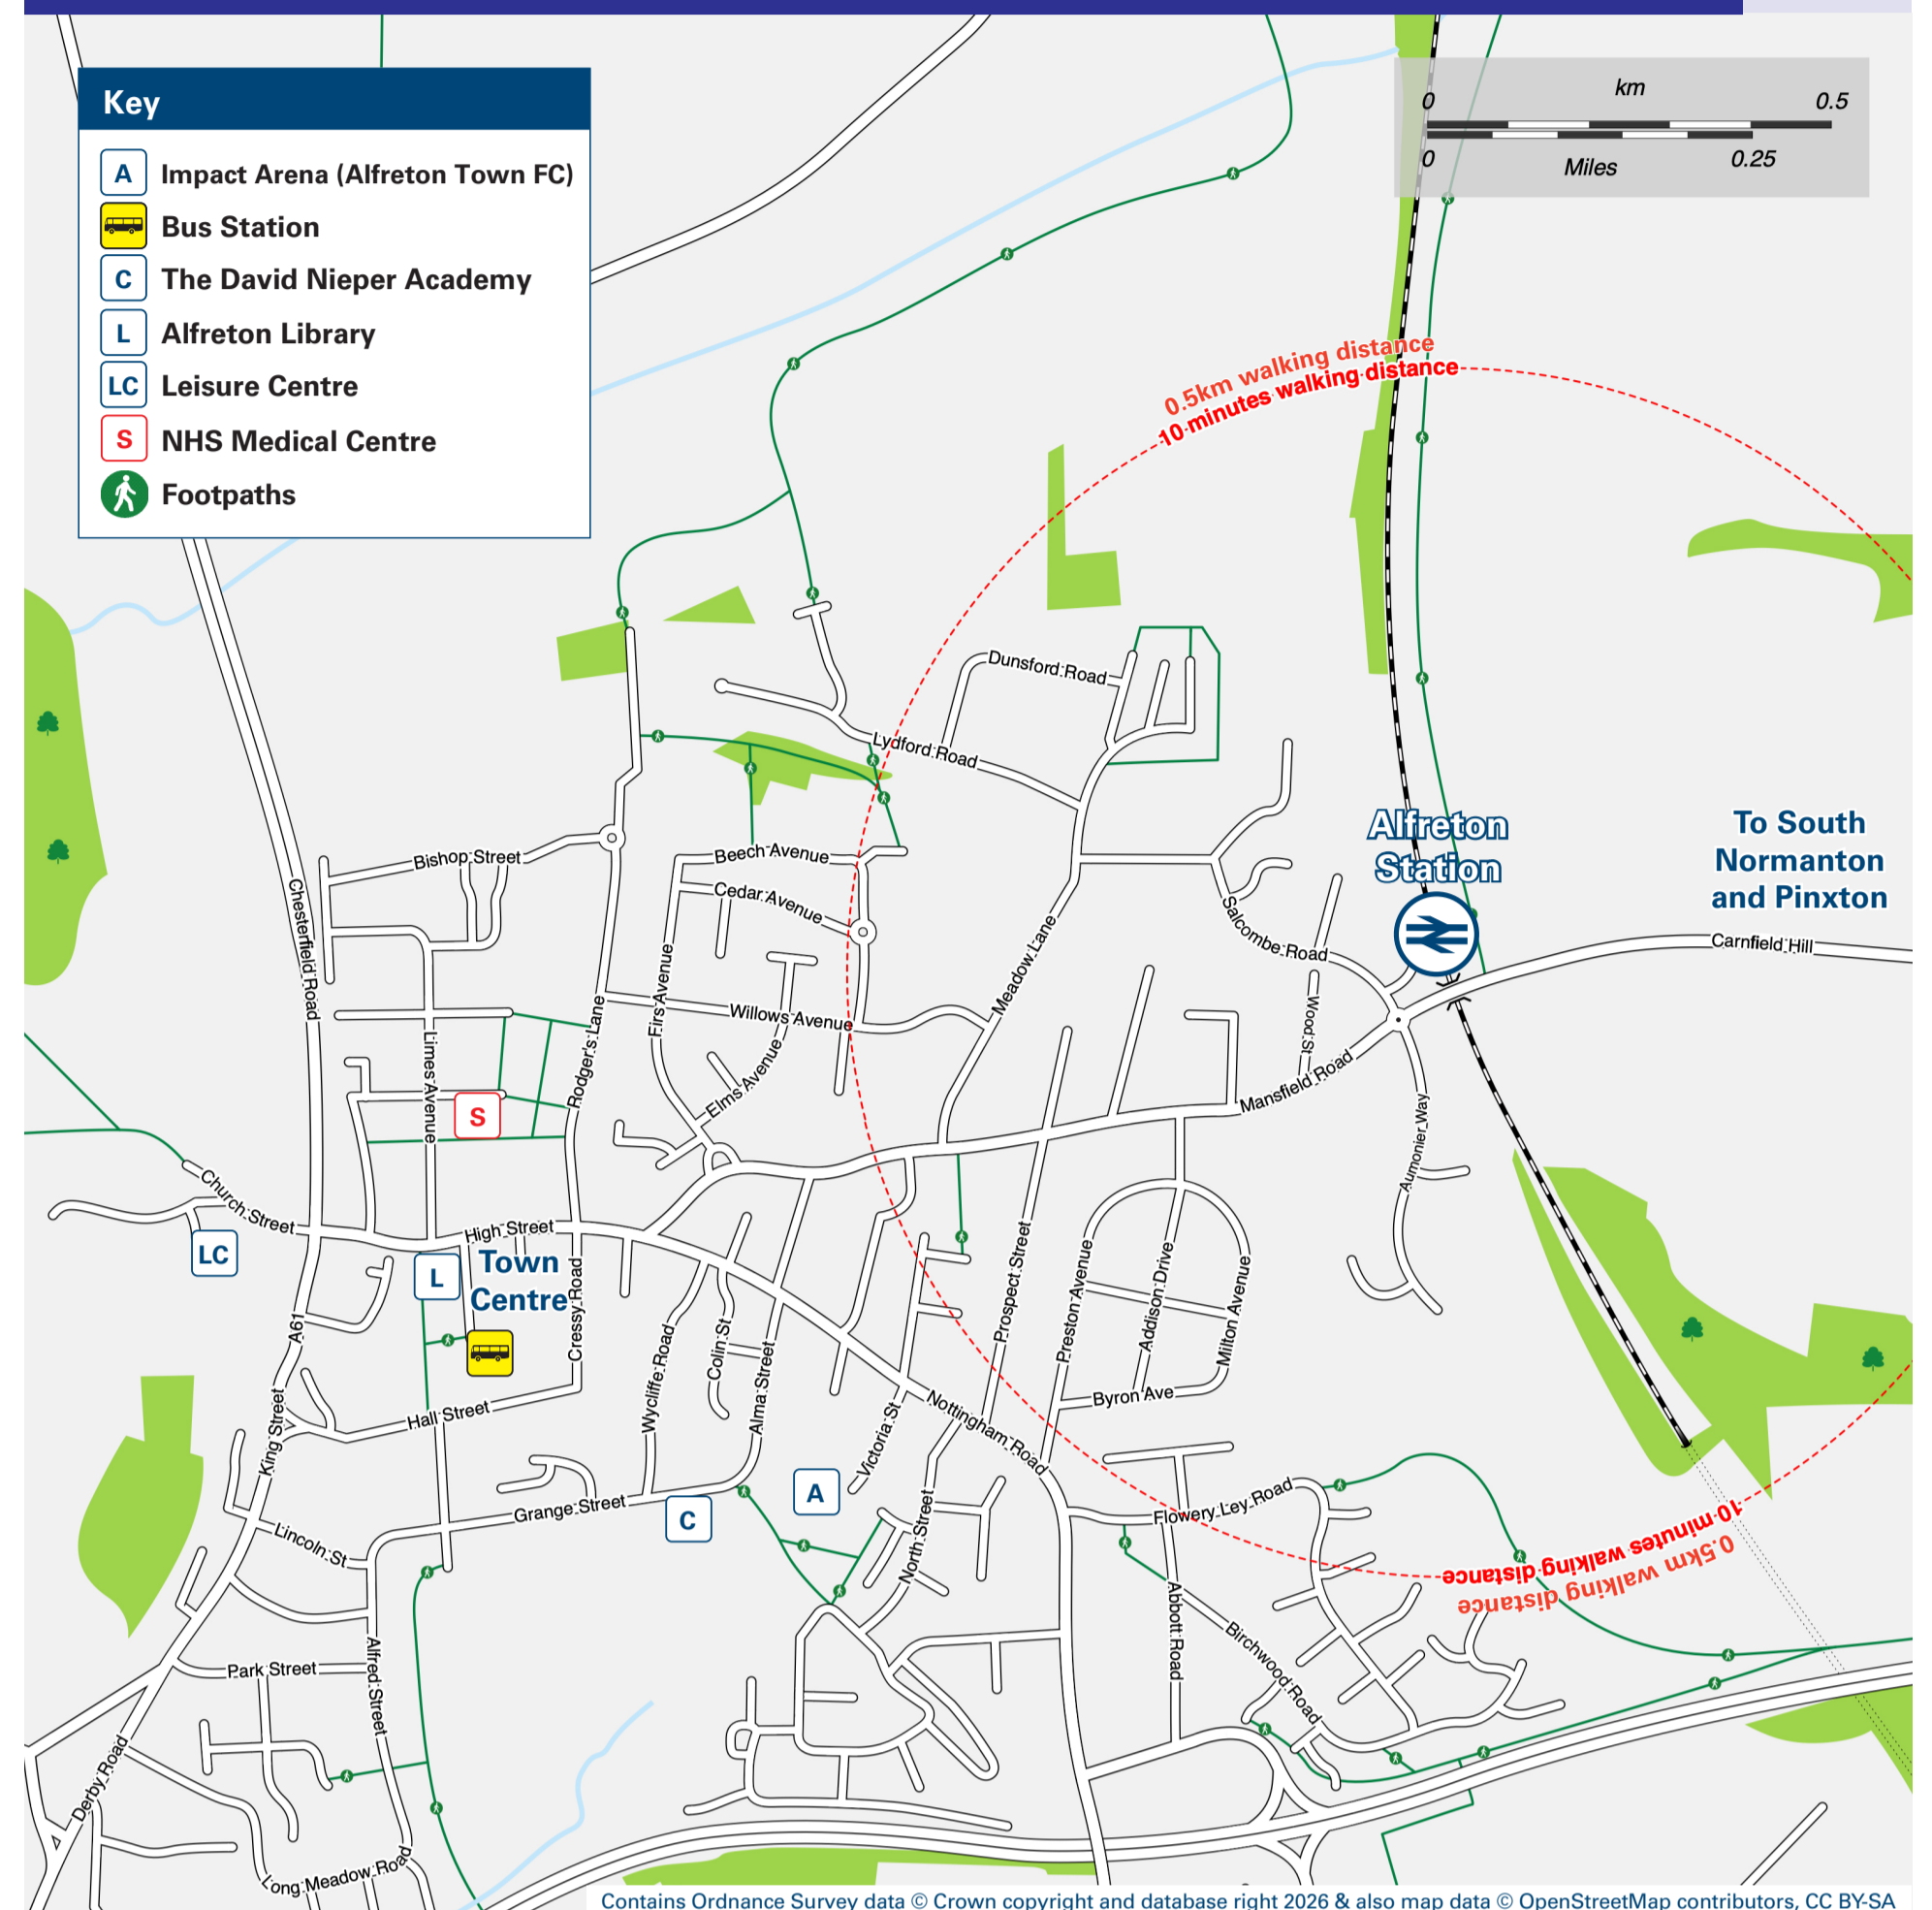 Key
A
Impact Arena (Alfreton Town FC)
Bus Station
C
The David Nieper Academy
L
Alfreton Library
LC
Leisure Centre
S
NHS Medical Centre
Footpaths
km
0
0.5
0
0.25
Miles
0.5km walking distance
10 minutes walking distance
Dunsford Road
Lydford Road
Alfreton
Station
To South
Normanton
and Pinxton
Carnfield Hill
Bishop Street
Beech Avenue
Cedar Avenue
Chesterfield Road
Firs Avenue
Willows Avenue
Meadow Lane
Salcombe Road
Wood St
Limes Avenue
Rodger's Lane
Elms Avenue
Mansfield Road
Aumonier Way
S
Church Street
LC
High Street
L
Town
Centre
A61
Cressy Road
Wycliffe Road
Colin St
Alma Street
Prospect Street
Preston Avenue
Addison Drive
Milton Avenue
Byron Ave
Nottingham Road
Victoria St
King Street
Hall Street
Grange Street
C
A
North Street
Flowery Ley Road
Lincoln St
10 minutes walking distance
0.5km walking distance
Abbott Road
Birchwood Road
Park Street
Alfred Street
Derby Road
Long Meadow Road
Contains Ordnance Survey data © Crown copyright and database right 2026 & also map data © OpenStreetMap contributors, CC BY-SA